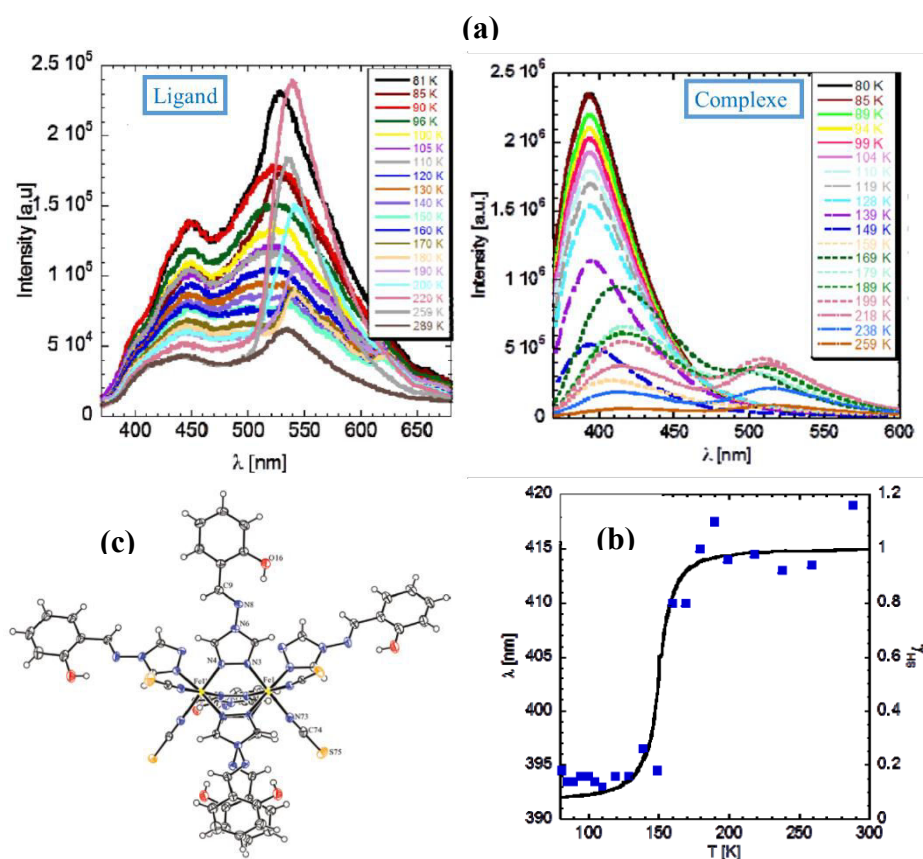 (a)
Ligand
2.5 10⁵
2 10⁵
1.5 10⁵
1 10⁵
5 10⁴
0
Intensity [a,u]
400 450 500 550 600 650
λ [nm]
81 K
85 K
90 K
96 K
100 K
105 K
110 K
120 K
130 K
140 K
150 K
160 K
170 K
180 K
190 K
200 K
220 K
259 K
289 K
Complexe
2.5 10⁶
2 10⁶
1.5 10⁶
1 10⁶
5 10⁵
0
Intensity [a.u.]
400 450 500 550 600
λ [nm]
80 K
85 K
89 K
94 K
99 K
104 K
110 K
119 K
128 K
139 K
149 K
159 K
169 K
179 K
189 K
199 K
218 K
238 K
259 K
(c)
O16
C9
N8
N6
N4 N3
Fe1
N73
C74
S75
(b)
420
415
410
405
400
395
390
λ [nm]
100 150 200 250 300
T [K]
1.2
1
0.8
0.6
0.4
0.2
0
γHS